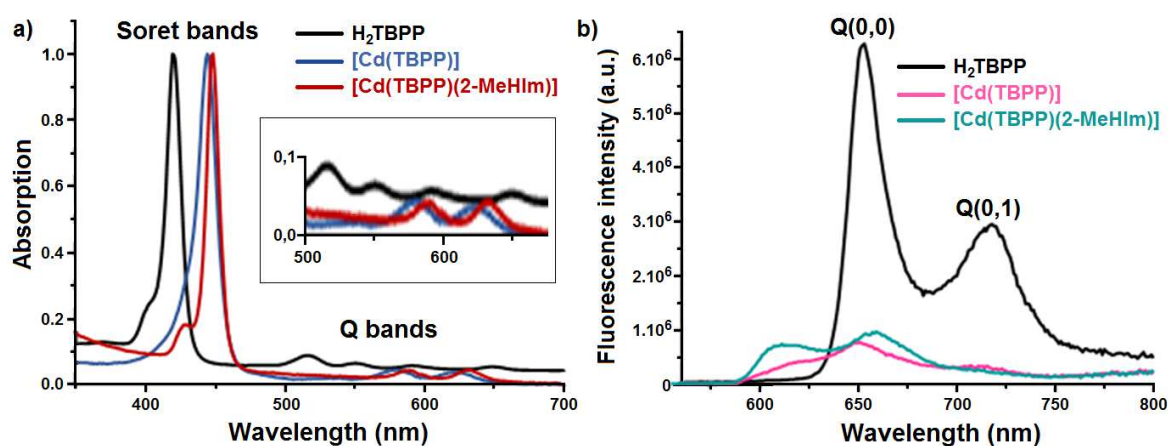 a)
Soret bands
H₂TBPP
[Cd(TBPP)]
[Cd(TBPP)(2-MeHIm)]
1.0
0.8
0.6
0.4
0.2
0.0
Absorption
0,1
0,0
500
600
Q bands
400
500
600
700
Wavelength (nm)
b)
Q(0,0)
H₂TBPP
[Cd(TBPP)]
[Cd(TBPP)(2-MeHIm)]
Q(0,1)
6.10⁶
5.10⁶
4.10⁶
3.10⁶
2.10⁶
1.10⁶
0
Fluorescence intensity (a.u.)
600
650
700
750
800
Wavelength (nm)